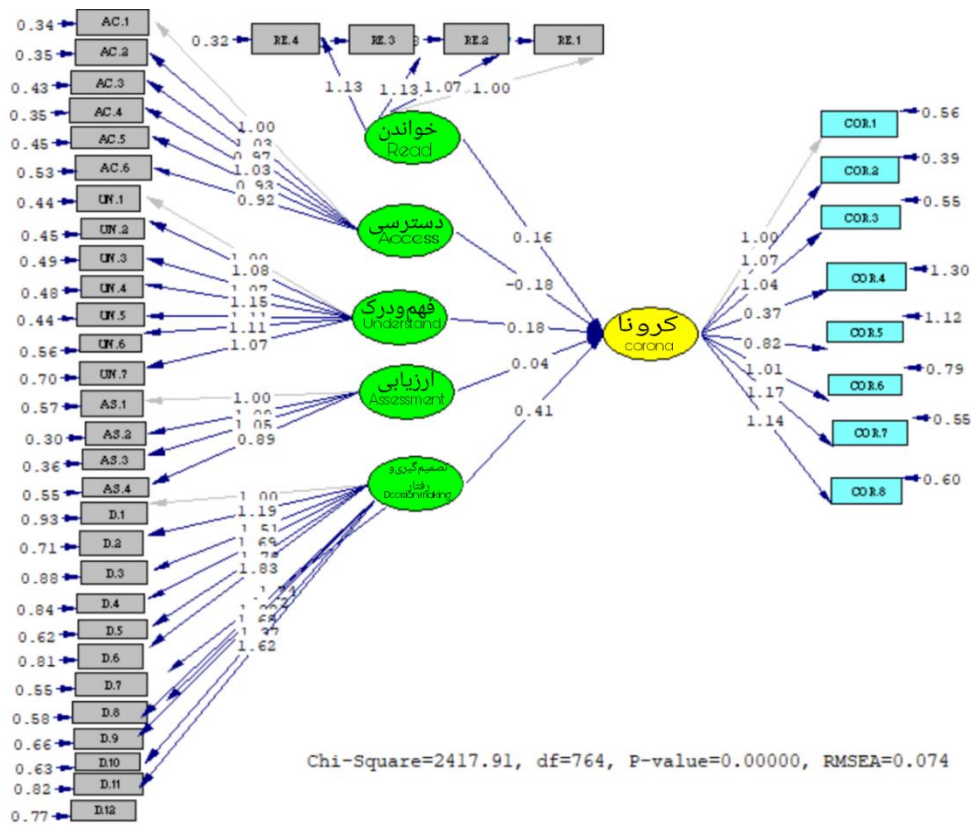 0.34 AC.1
0.35 AC.2
0.43 AC.3
0.35 AC.4
0.45 AC.5
0.53 AC.6
0.44 UN.1
0.45 UN.2
0.49 UN.3
0.48 UN.4
0.44 UN.5
0.56 UN.6
0.70 UN.7
0.57 AS.1
0.30 AS.2
0.36 AS.3
0.55 AS.4
0.93 D.1
0.71 D.2
0.88 D.3
0.84 D.4
0.62 D.5
0.81 D.6
0.55 D.7
0.58 D.8
0.66 D.9
0.63 D.10
0.82 D.11
0.77 D.12
0.32 RE.4 RE.3 RE.2 RE.1
1.13 1.13 1.07 1.00
خواندن
Read
1.00
1.03
0.97
1.03
0.93
0.92
دسترسی
Access
1.00
1.08
1.07
1.15
1.11
1.11
1.07
فهم‌ودرک
Understand
1.00
1.05
0.89
ارزیابی
Assessment
1.00
1.19
1.51
1.69
1.83
1.62
تصمیم‌گیری و
رفتار
0.16
-0.18
0.18
0.04
0.41
کرونا
corona
1.00
1.07
1.04
0.37
0.82
1.01
1.17
1.14
COR.1 0.56
COR.2 0.39
COR.3 0.55
COR.4 1.30
COR.5 1.12
COR.6 0.79
COR.7 0.55
COR.8 0.60
Chi-Square=2417.91, df=764, P-value=0.00000, RMSEA=0.074